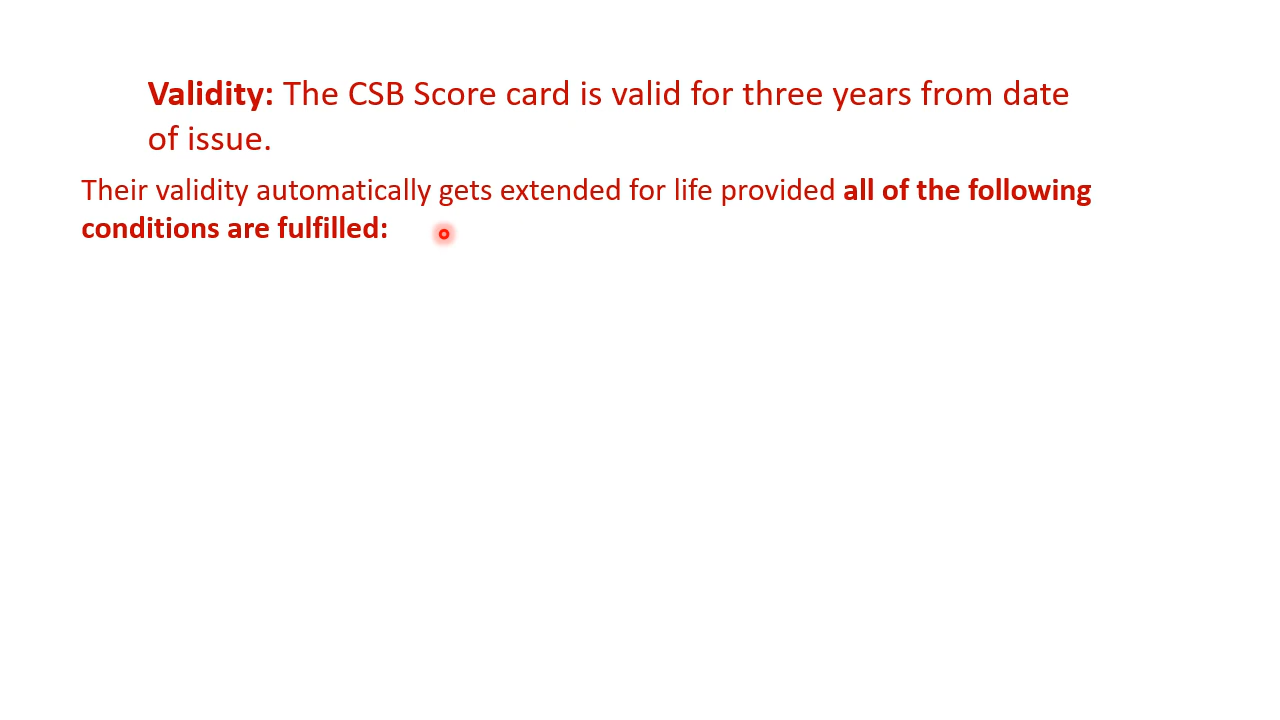 Validity: The CSB Score card is valid for three years from date
of issue.
Their validity automatically gets extended for life provided all of the following
conditions are fulfilled: